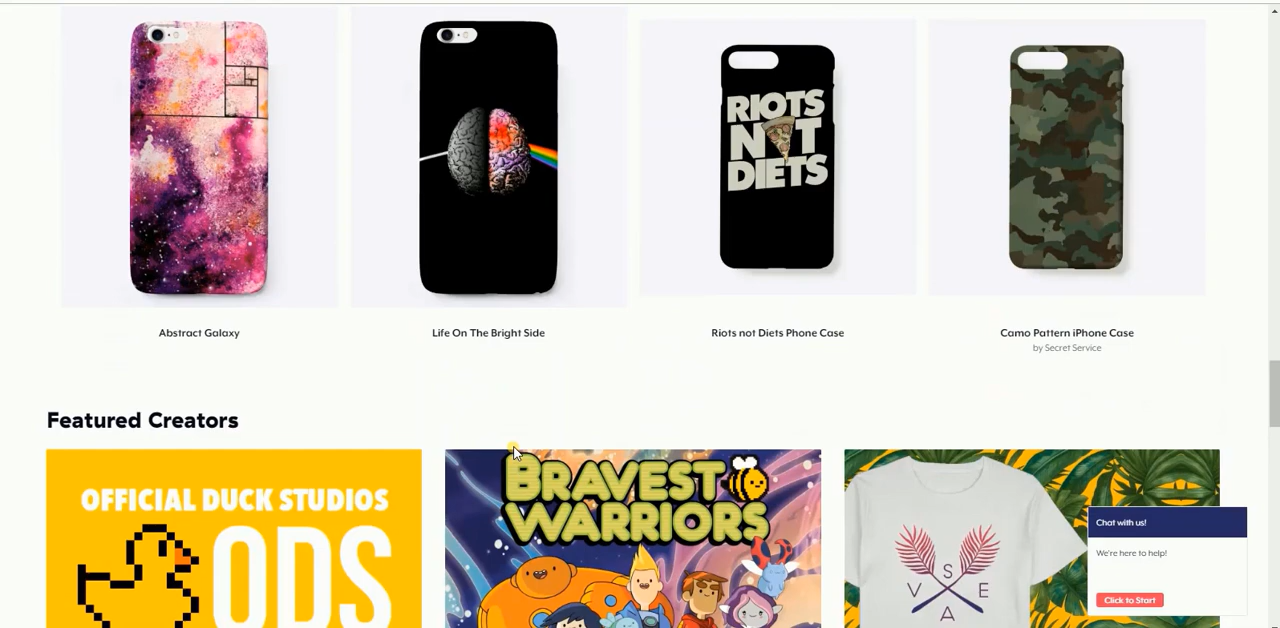 RIOTS
NOT
DIETS
Abstract Galaxy
Life On The Bright Side
Riots not Diets Phone Case
Camo Pattern iPhone Case
by Secret Service
Featured Creators
OFFICIAL DUCK STUDIOS
ODS
BRAVEST
WARRIORS
S
V E
A
Chat with us!
We're here to help!
Click to Start